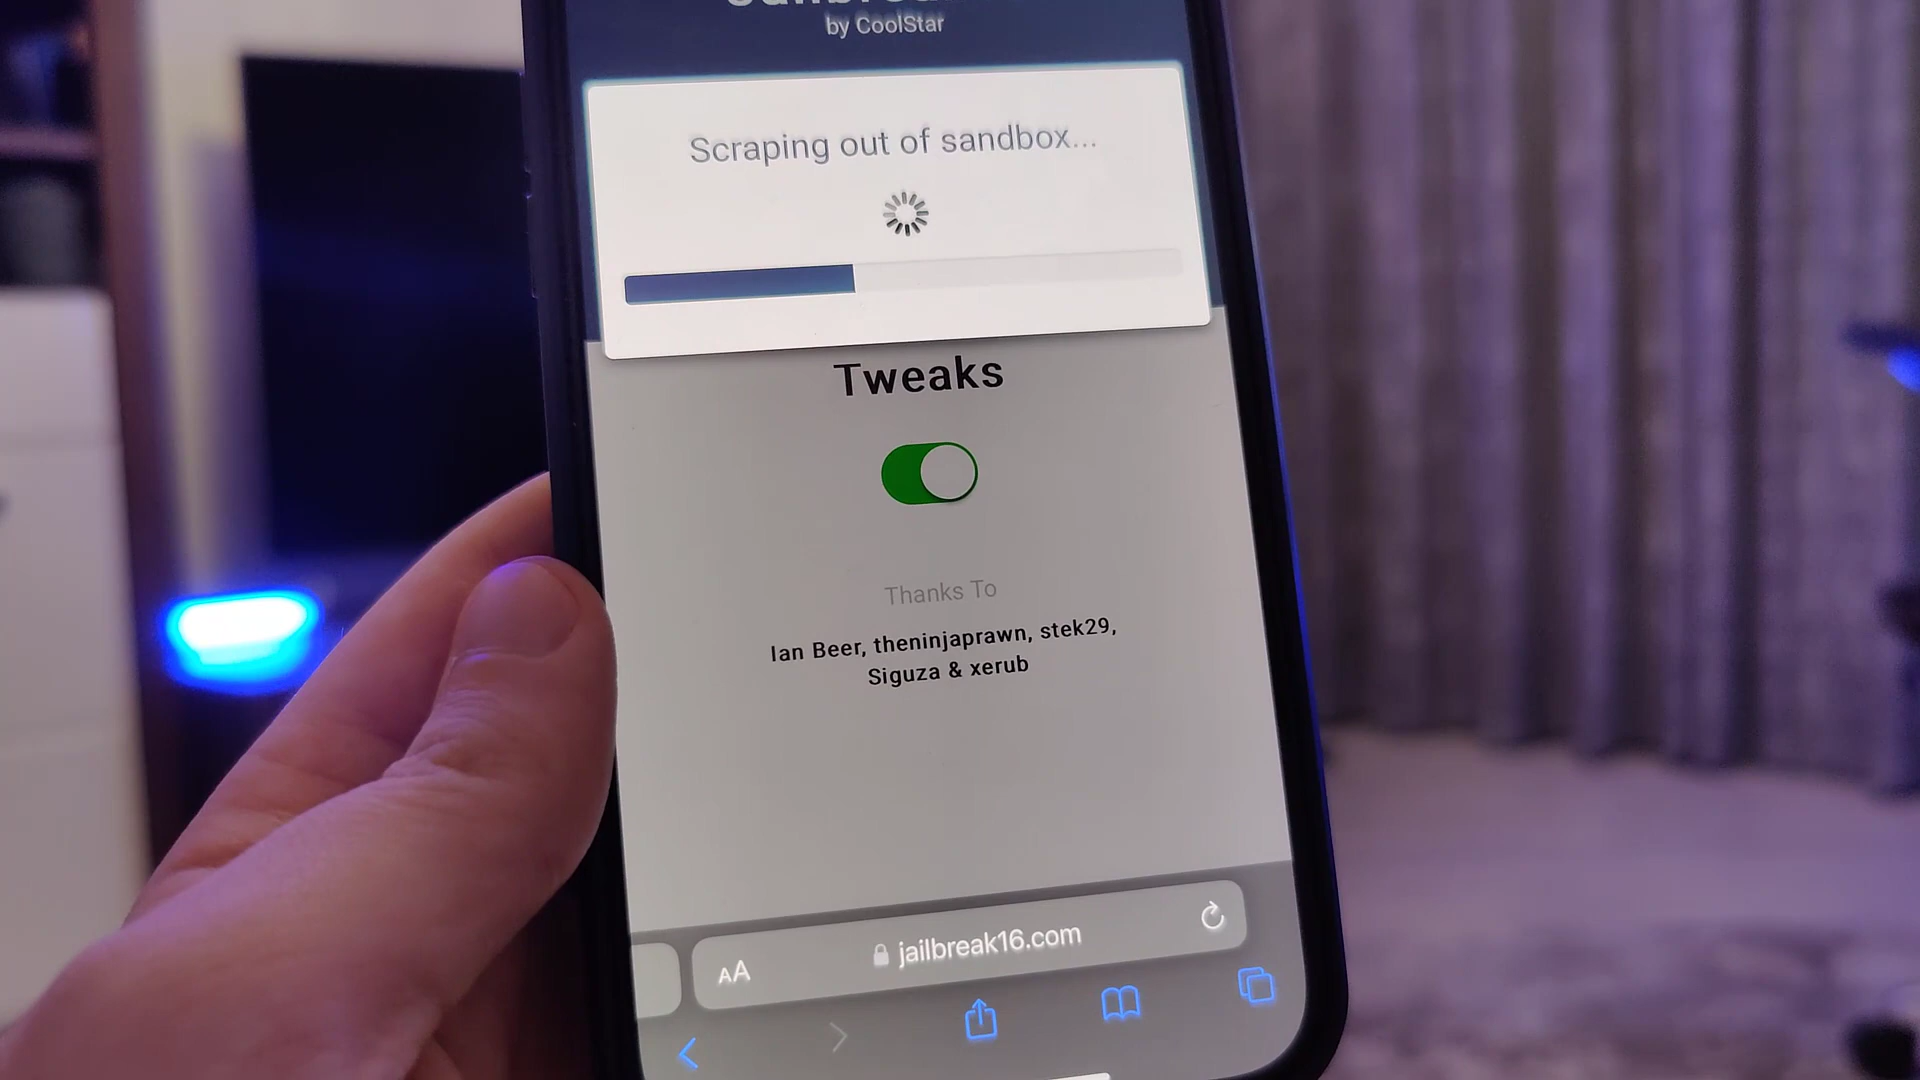 by CoolStar
Scraping out of sandbox...
Tweaks
Thanks To
Ian Beer, theninjaprawn, stek29,
Siguza & xerub
AA jailbreak16.com